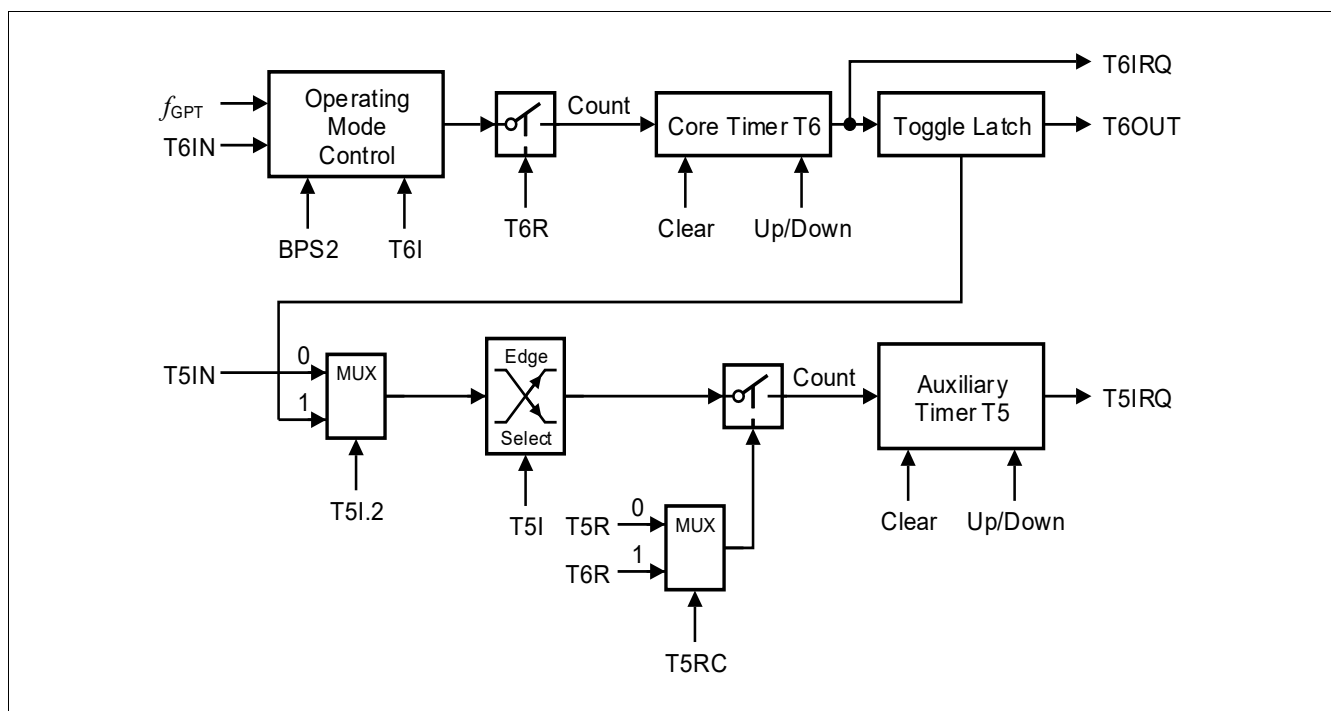 f_GPT
T6IN
Operating
Mode
Control
BPS2
T6I
T6R
Count
Core Timer T6
Clear
Up/Down
Toggle Latch
T6IRQ
T6OUT
T5IN
0
1
MUX
T5I.2
Edge
Select
T5I
T5R
0
T6R
1
MUX
T5RC
Count
Auxiliary
Timer T5
Clear
Up/Down
T5IRQ